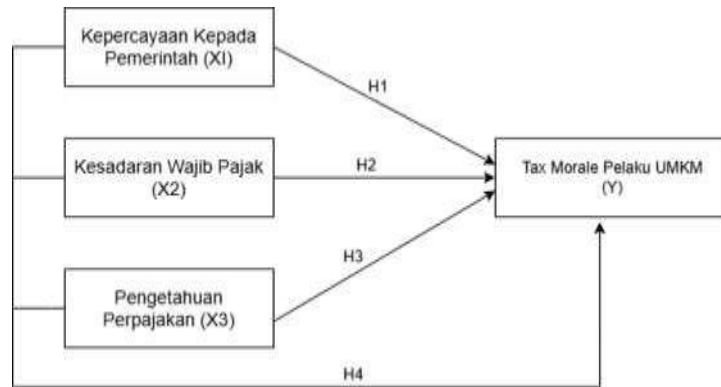 Kepercayaan Kepada
Pemerintah (XI)
H1
Kesadaran Wajib Pajak
(X2)
H2
Tax Morale Pelaku UMKM
(Y)
H3
Pengetahuan
Perpajakan (X3)
H4